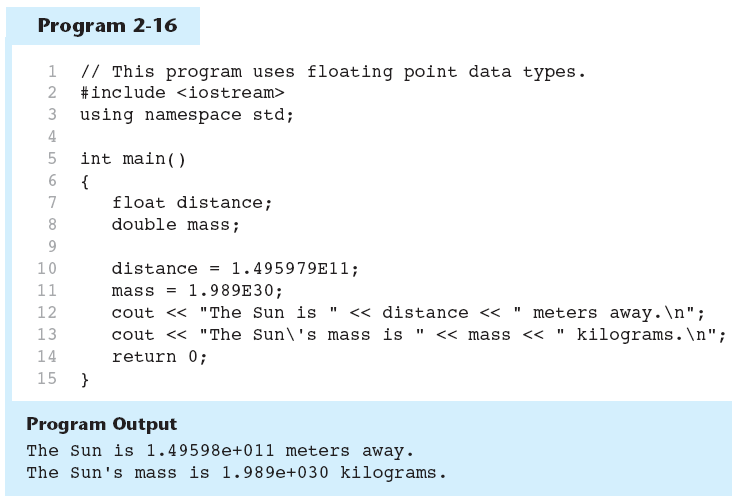 Program 2-16
1 // This program uses floating point data types.
2 #include <iostream>
3 using namespace std;
4
5 int main()
6 {
7 float distance;
8 double mass;
9
10 distance = 1.495979E11;
11 mass = 1.989E30;
12 cout << "The Sun is " << distance << " meters away.\n";
13 cout << "The Sun\'s mass is " << mass << " kilograms.\n";
14 return 0;
15 }
Program Output
The Sun is 1.49598e+011 meters away.
The Sun's mass is 1.989e+030 kilograms.